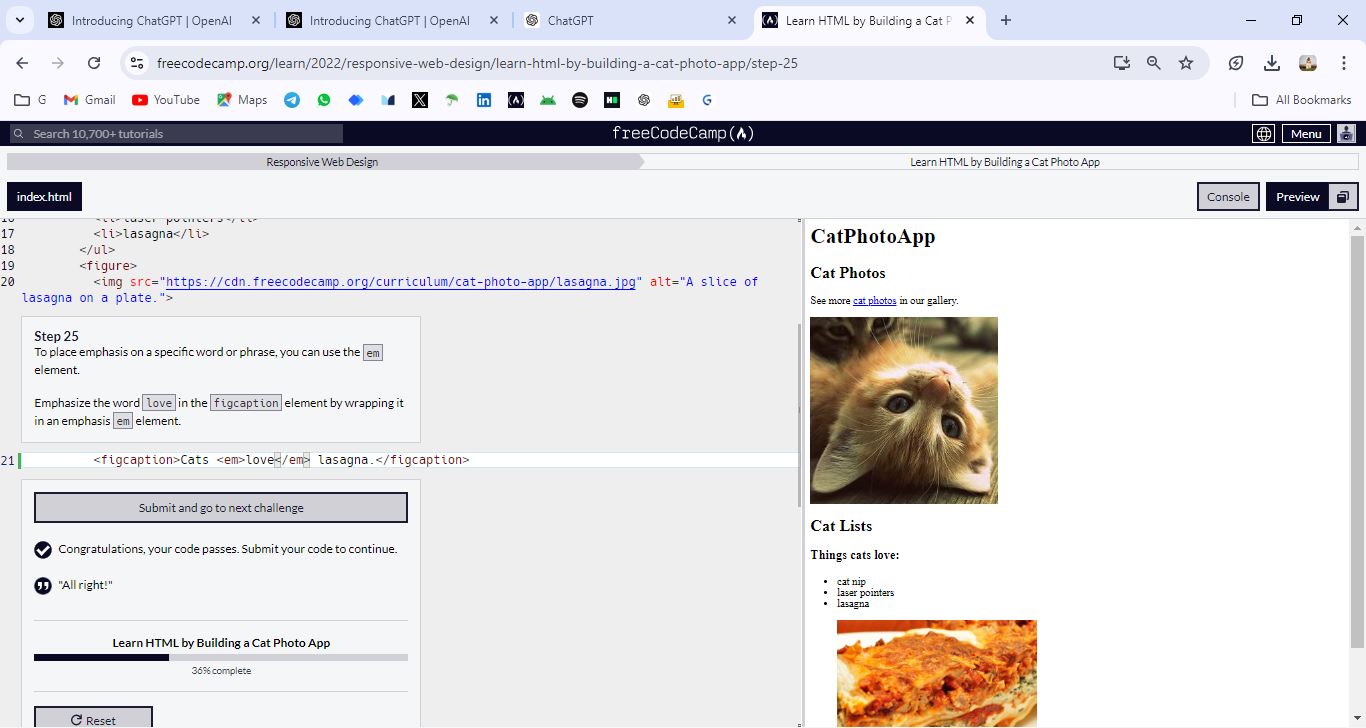 Introducing ChatGPT | OpenAI
Introducing ChatGPT | OpenAI
ChatGPT
Learn HTML by Building a Cat P
freecodecamp.org/learn/2022/responsive-web-design/learn-html-by-building-a-cat-photo-app/step-25
G
Gmail
YouTube
Maps
All Bookmarks
Search 10,700+ tutorials
freeCodeCamp(🔥)
Menu
Responsive Web Design
Learn HTML by Building a Cat Photo App
index.html
Console
Preview
16 <li>laser pointers</li>
17 <li>lasagna</li>
18 </ul>
19 <figure>
20 <img src="https://cdn.freecodecamp.org/curriculum/cat-photo-app/lasagna.jpg" alt="A slice of
lasagna on a plate.">
Step 25
To place emphasis on a specific word or phrase, you can use the em
element.
Emphasize the word love in the figcaption element by wrapping it
in an emphasis em element.
21 <figcaption>Cats <em>love</em> lasagna.</figcaption>
Submit and go to next challenge
Congratulations, your code passes. Submit your code to continue.
"All right!"
Learn HTML by Building a Cat Photo App
36% complete
Reset
CatPhotoApp
Cat Photos
See more cat photos in our gallery.
Cat Lists
Things cats love:
cat nip
laser pointers
lasagna